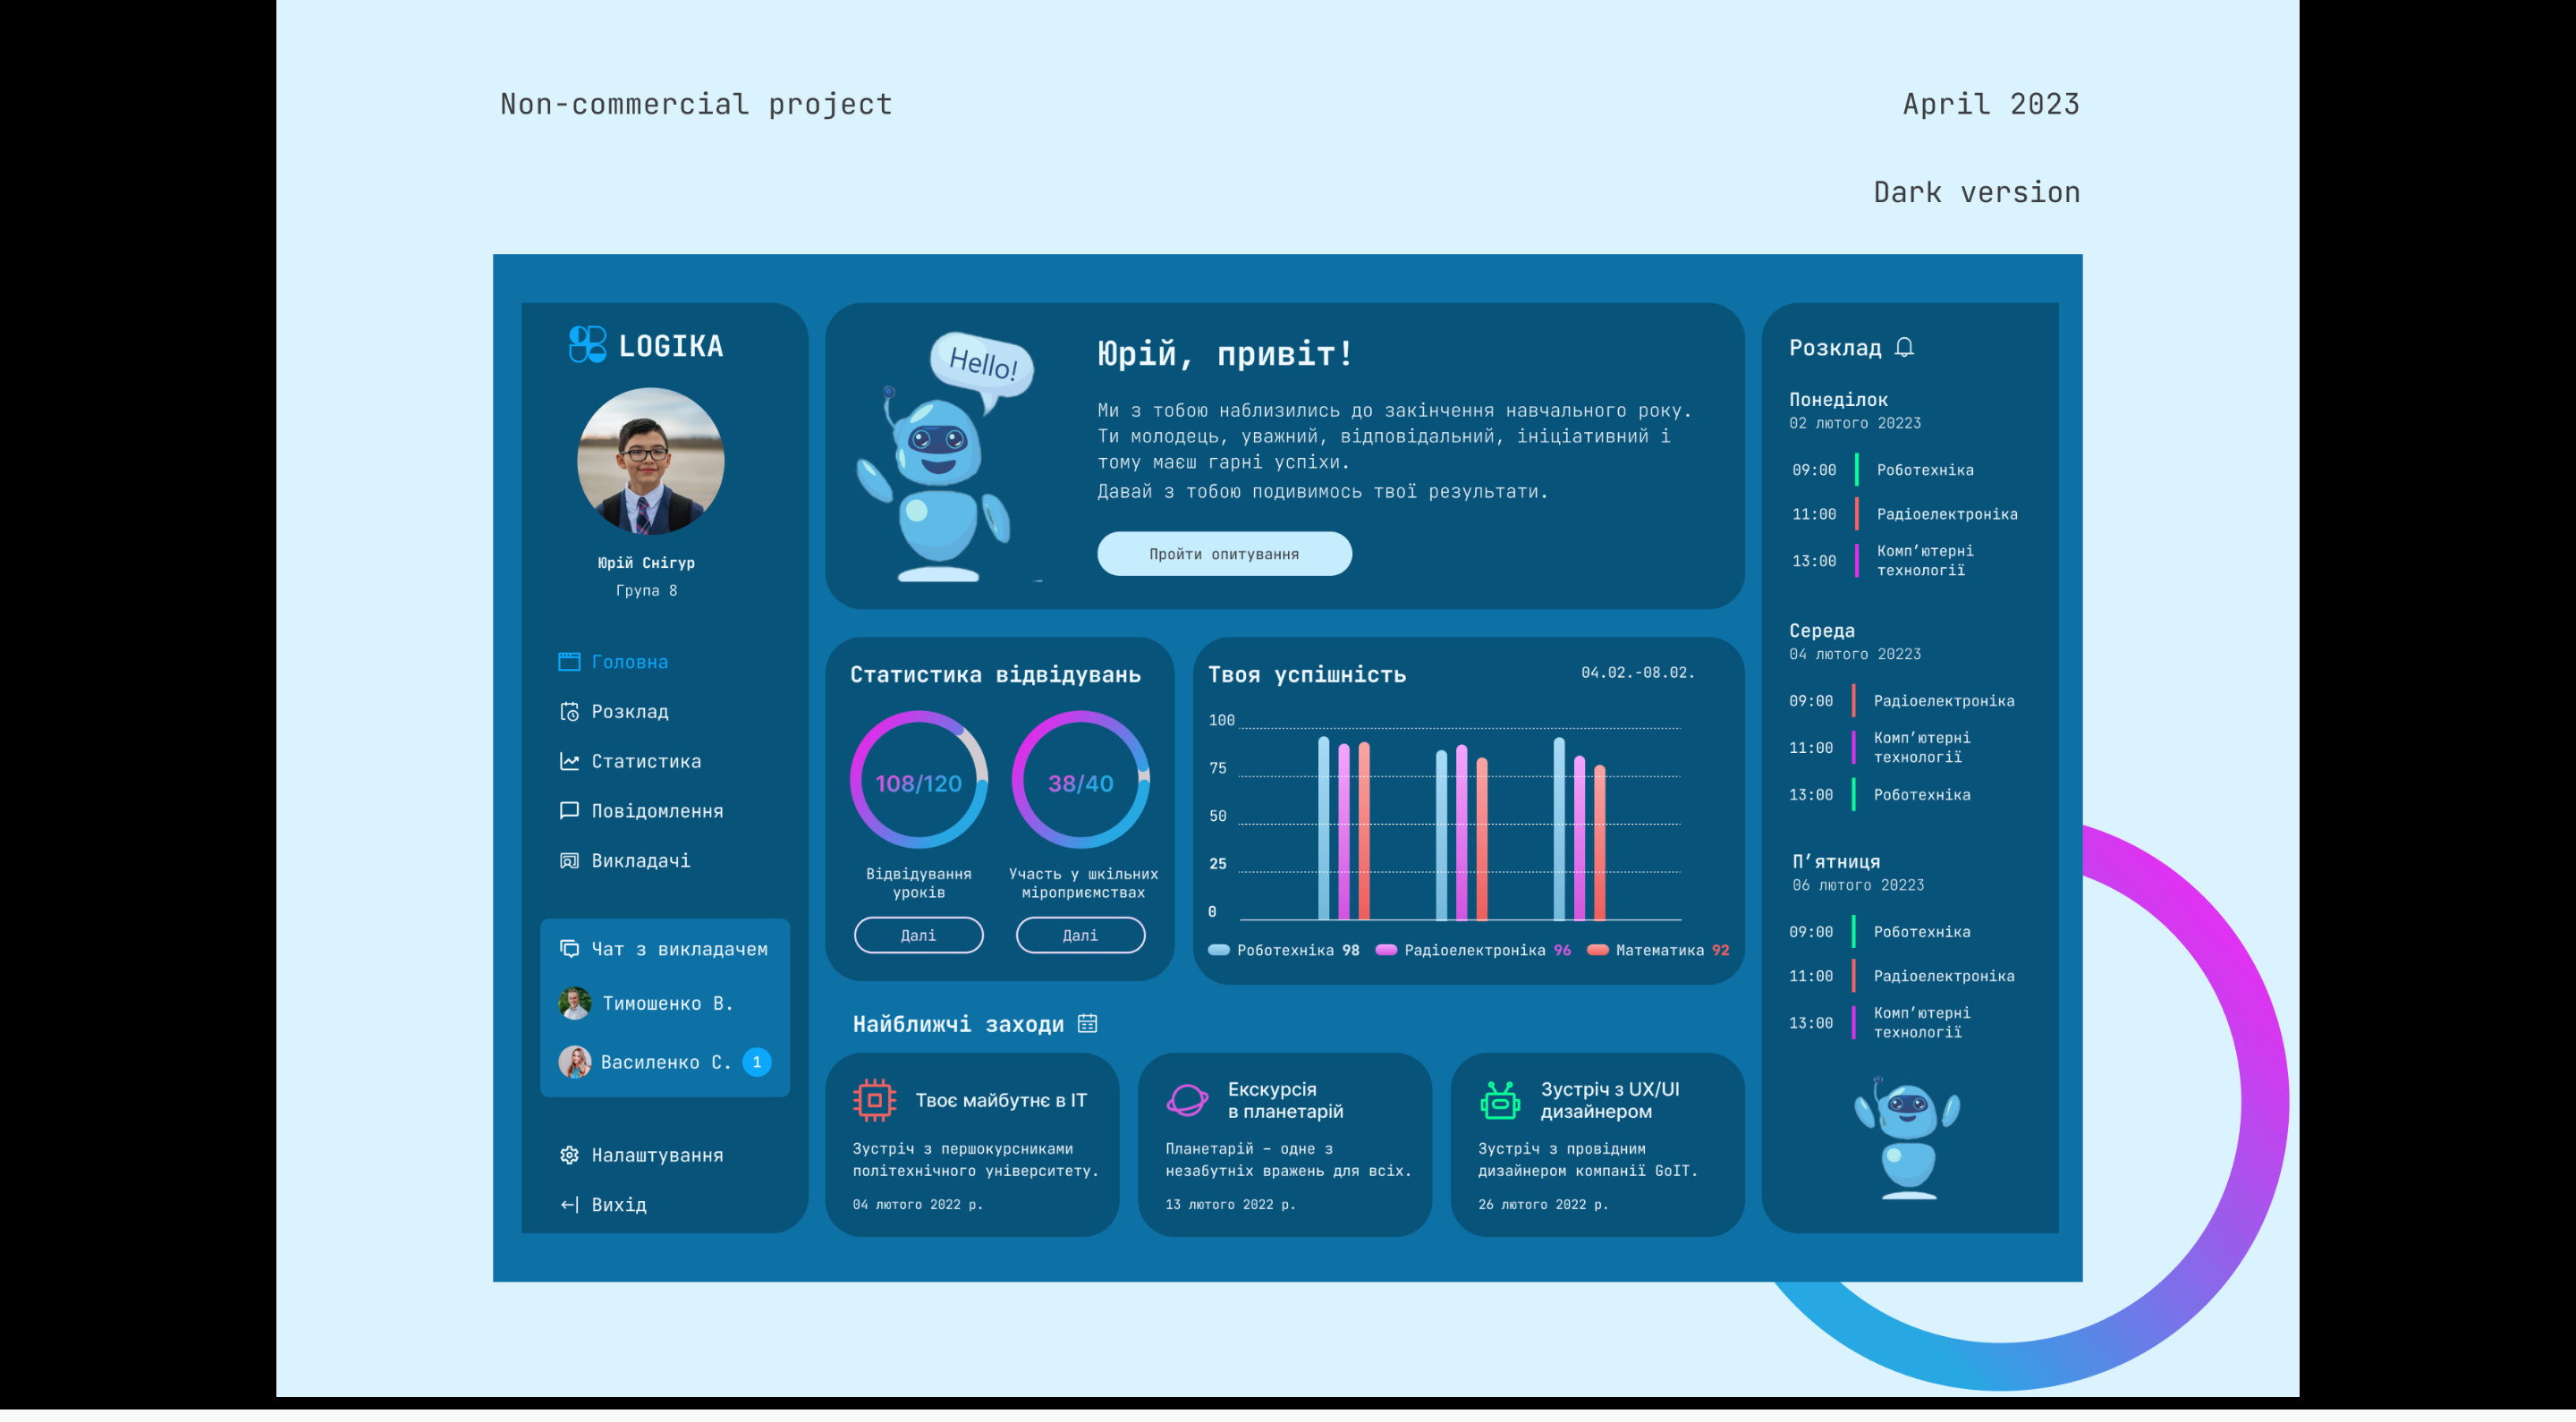 Non-commercial project
April 2023
Dark version
LOGIKA
Юрій Снігур
Група 8
Головна
Розклад
Статистика
Повідомлення
Викладачі
Чат з викладачем
Тимошенко В.
Василенко С. 1
Налаштування
Вихід
Hello!
Юрій, привіт!
Ми з тобою наблизились до закінчення навчального року.
Ти молодець, уважний, відповідальний, ініціативний і
тому маєш гарні успіхи.
Давай з тобою подивимось твої результати.
Пройти опитування
Статистика відвідувань
108/120
38/40
Відвідування
уроків
Участь у шкільних
міроприємствах
Далі
Далі
Твоя успішність
04.02.-08.02.
100
75
50
25
0
Роботехніка 98 Радіоелектроніка 96 Математика 92
Найближчі заходи
Твоє майбутнє в IT
Зустріч з першокурсниками
політехнічного університету.
04 лютого 2022 р.
Екскурсія
в планетарій
Планетарій – одне з
незабутніх вражень для всіх.
13 лютого 2022 р.
Зустріч з UX/UI
дизайнером
Зустріч з провідним
дизайнером компанії GoIT.
26 лютого 2022 р.
Розклад
Понеділок
02 лютого 20223
09:00 Роботехніка
11:00 Радіоелектроніка
13:00 Комп’ютерні
технології
Середа
04 лютого 20223
09:00 Радіоелектроніка
11:00 Комп’ютерні
технології
13:00 Роботехніка
П’ятниця
06 лютого 20223
09:00 Роботехніка
11:00 Радіоелектроніка
13:00 Комп’ютерні
технології